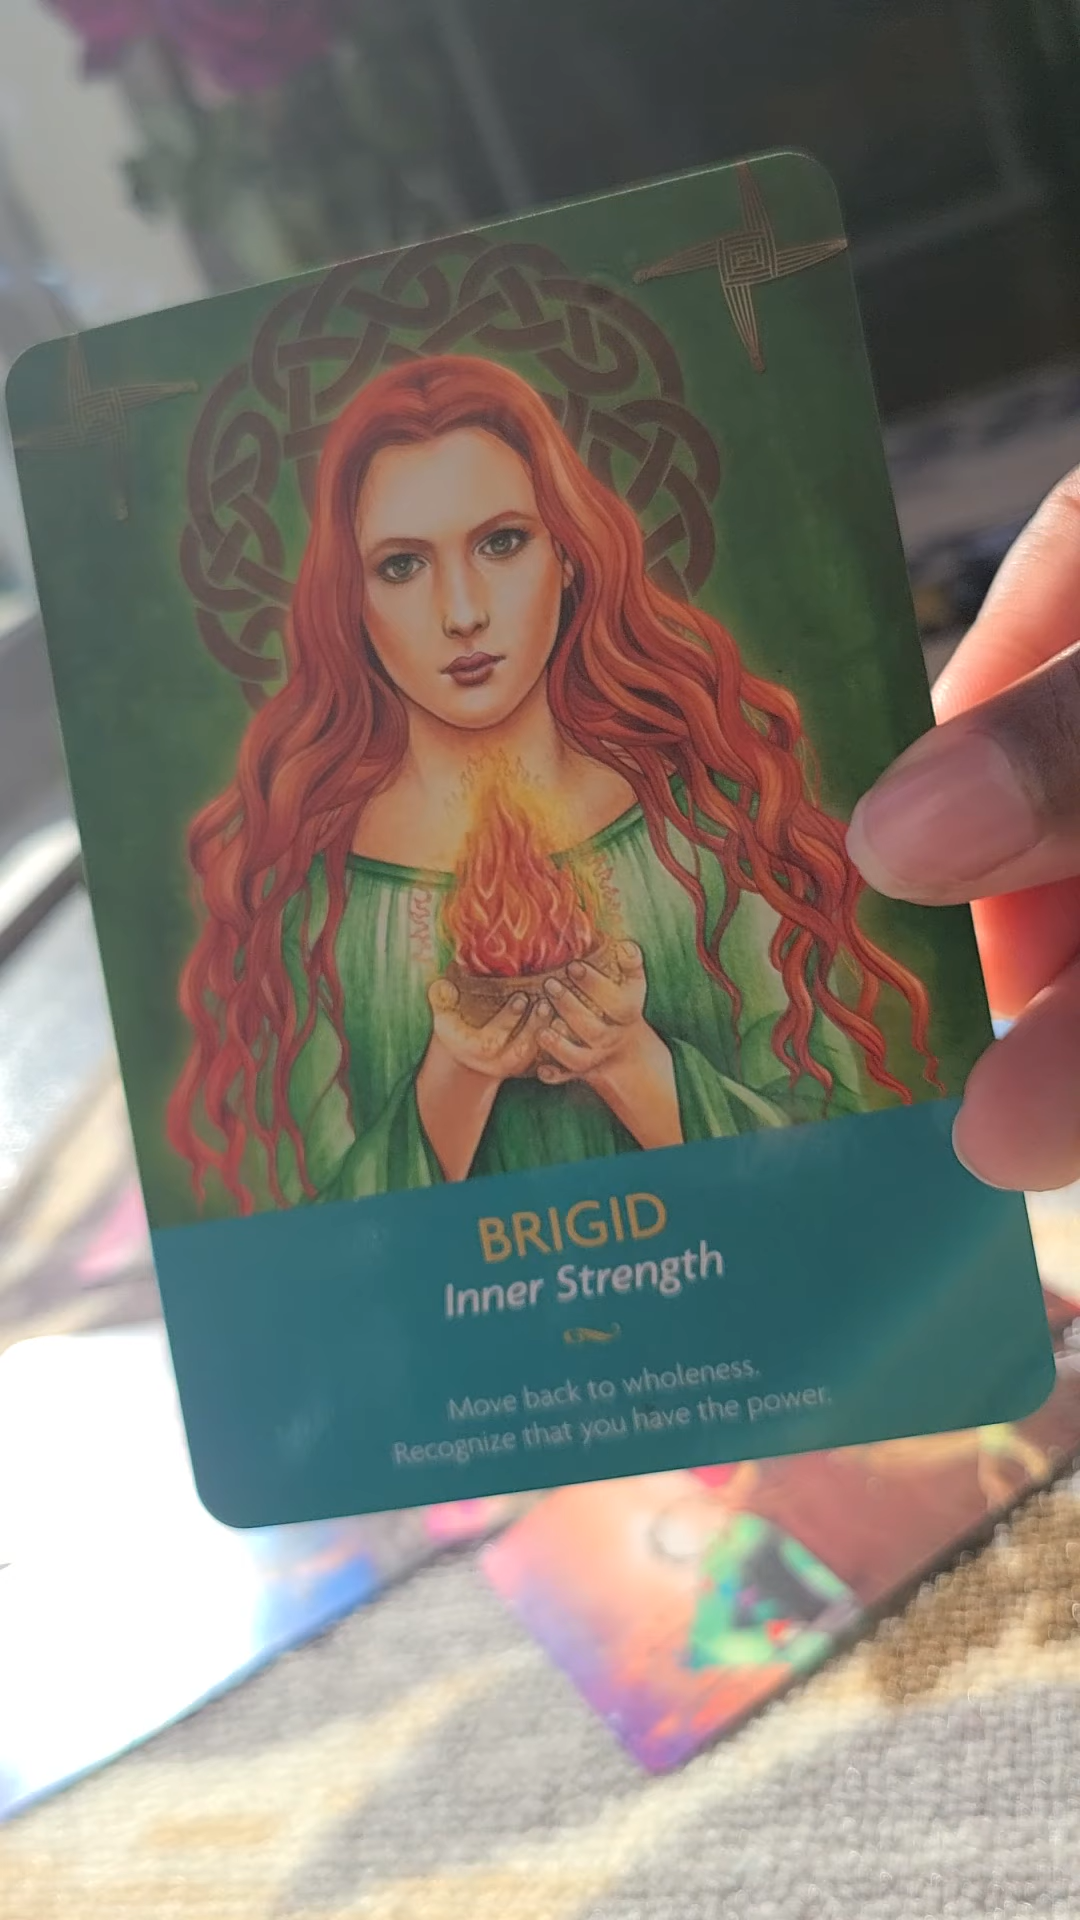 BRIGID
Inner Strength
Move back to wholeness.
Recognize that you have the power.